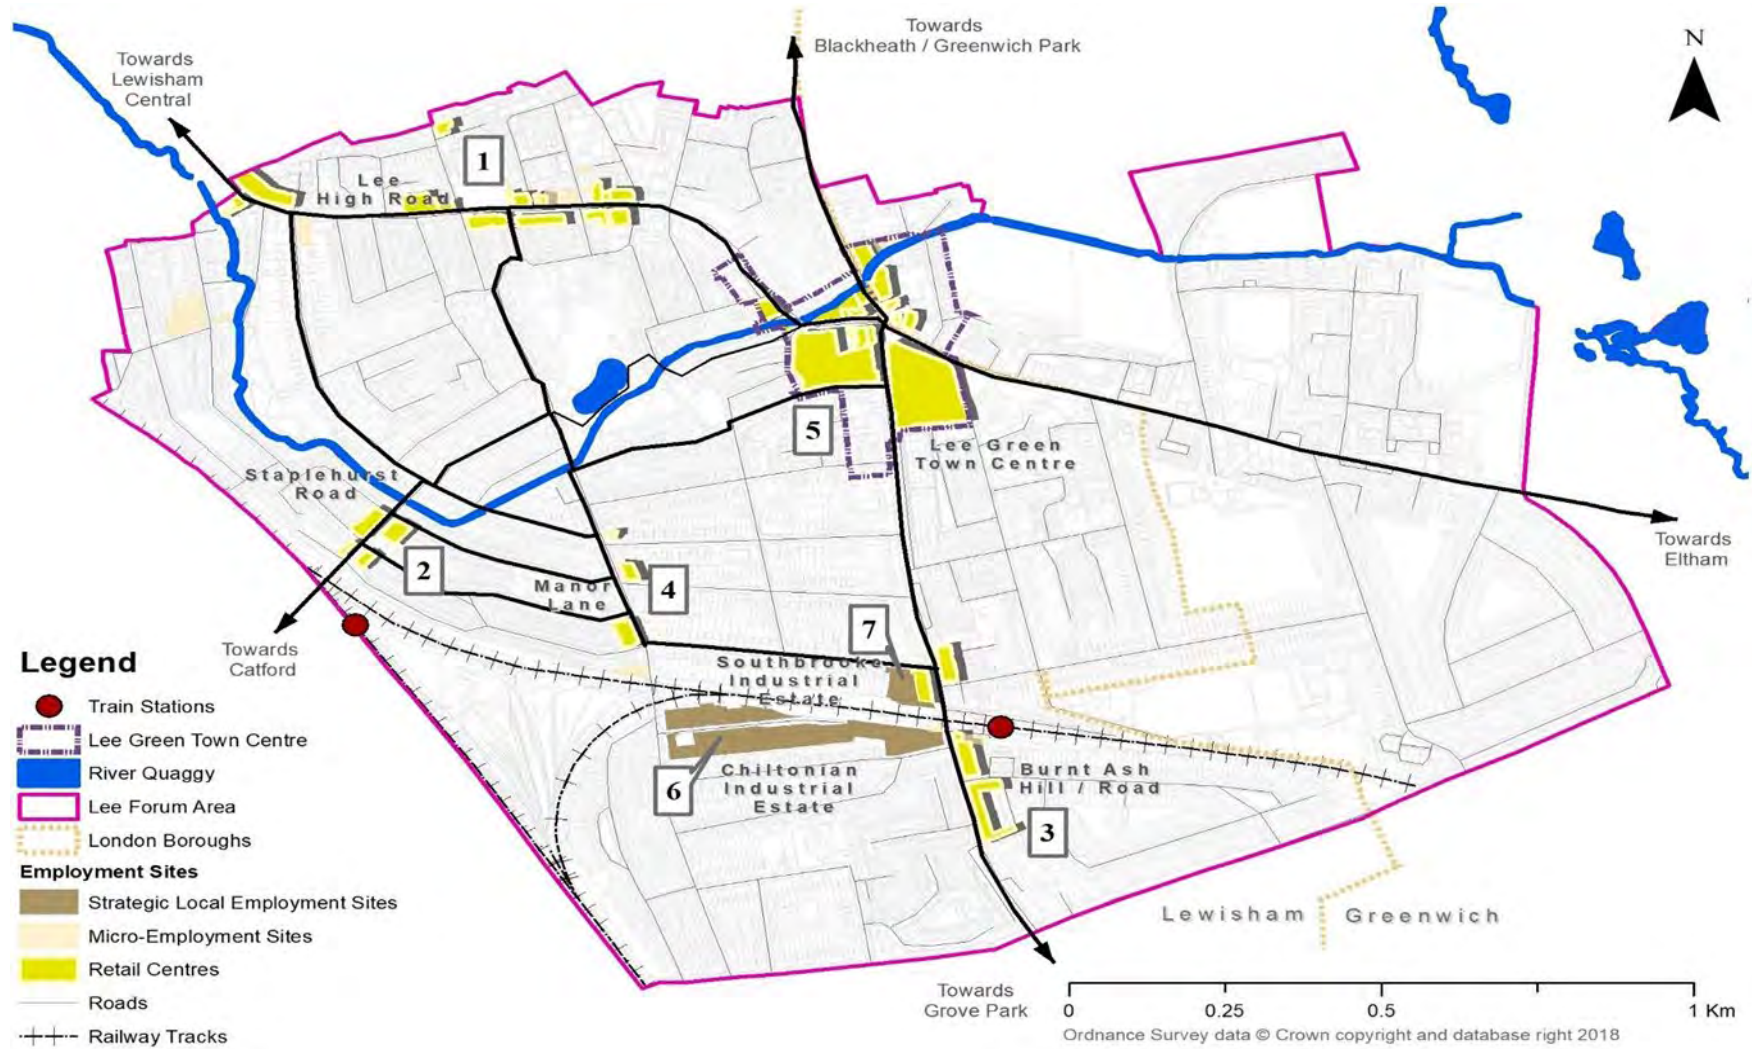 Towards
Blackheath / Greenwich Park
N
Towards
Lewisham
Central
1
Lee
High Road
5
Lee Green
Town Centre
Staplehurst
Road
Towards
Eltham
2
Manor
Lane
4
7
Towards
Catford
Southbrooke
Industrial
Estate
6
Chiltonian
Industrial
Estate
Burnt Ash
Hill / Road
3
Lewisham
Greenwich
Towards
Grove Park
Legend
Train Stations
Lee Green Town Centre
River Quaggy
Lee Forum Area
London Boroughs
Employment Sites
Strategic Local Employment Sites
Micro-Employment Sites
Retail Centres
Roads
Railway Tracks
0 0.25 0.5 1 Km
Ordnance Survey data © Crown copyright and database right 2018